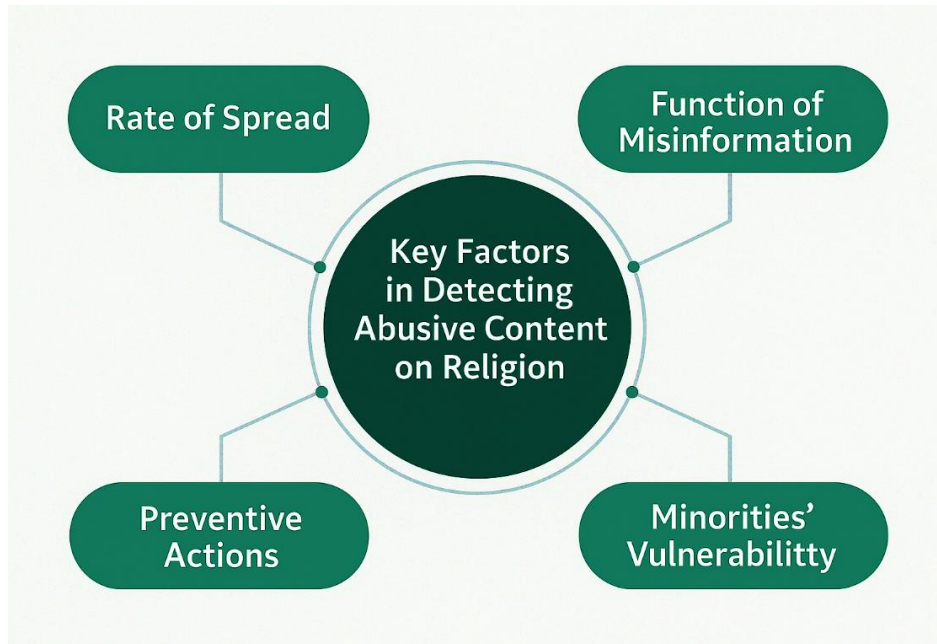 Rate of Spread
Function of
Misinformation
Key Factors
in Detecting
Abusive Content
on Religion
Preventive
Actions
Minorities’
Vulnerabilitty